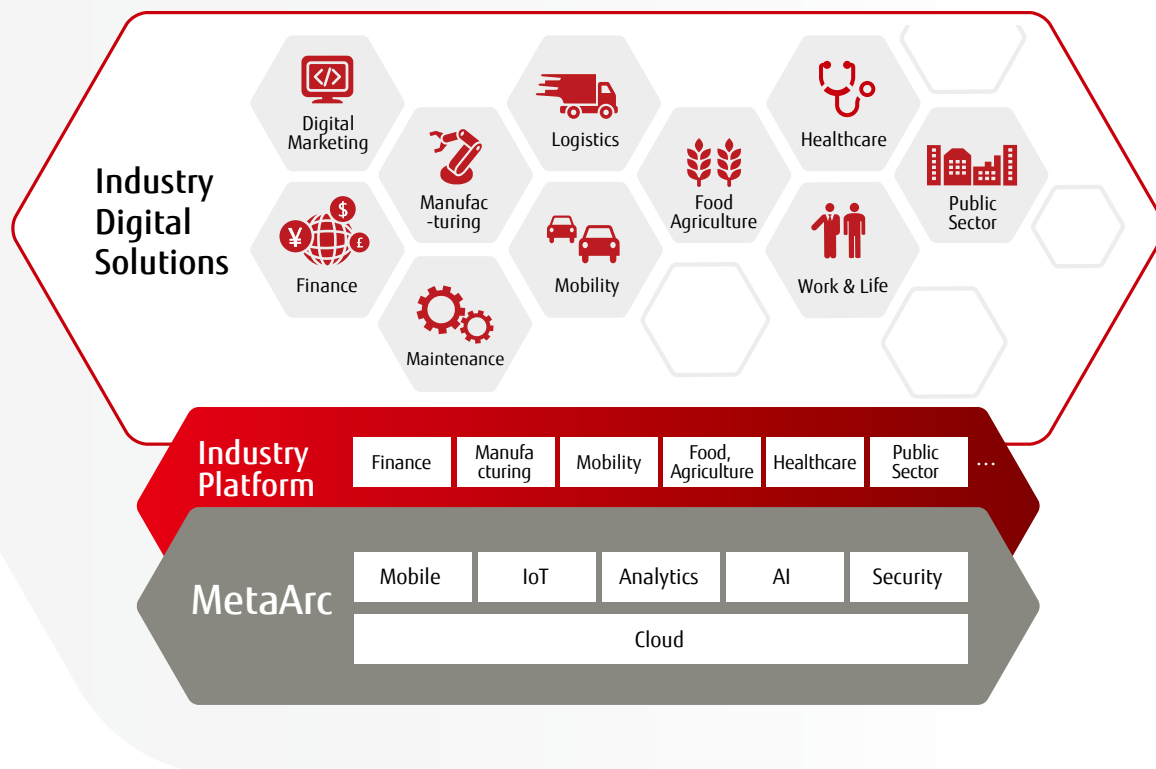 Industry
Digital
Solutions
</>
Digital
Marketing
Logistics
Healthcare
Manufac
-turing
Food
Agriculture
Public
Sector
¥
$
£
Finance
Mobility
Work & Life
Maintenance
Industry
Platform
Finance
Manufa
cturing
Mobility
Food,
Agriculture
Healthcare
Public
Sector
...
MetaArc
Mobile
IoT
Analytics
AI
Security
Cloud